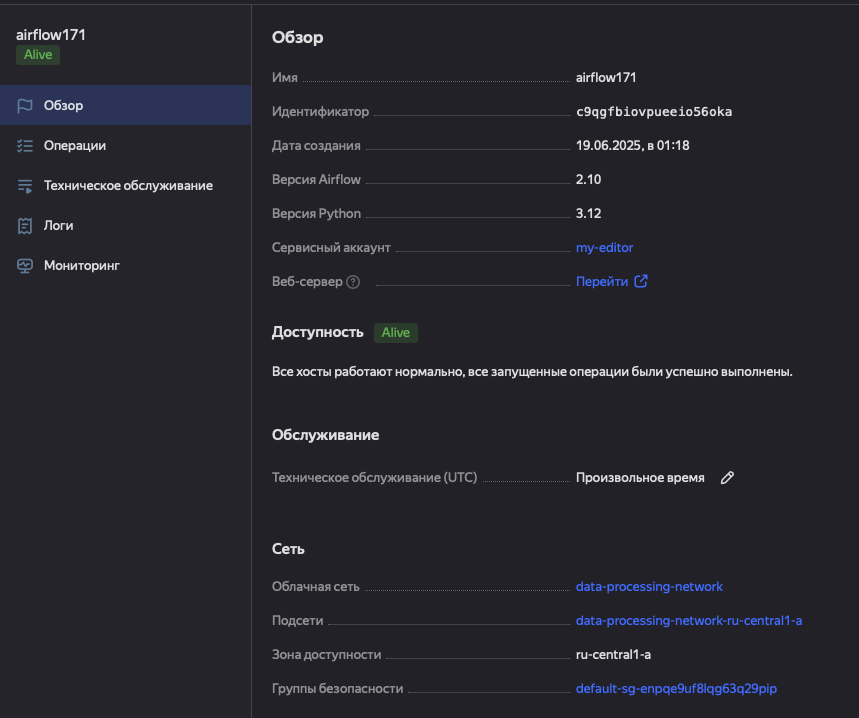 airflow171
Alive
Обзор
Операции
Техническое обслуживание
Логи
Мониторинг
Обзор
Имя airflow171
Идентификатор c9qgfbiovpueeio56oka
Дата создания 19.06.2025, в 01:18
Версия Airflow 2.10
Версия Python 3.12
Сервисный аккаунт my-editor
Веб-сервер ? Перейти
Доступность Alive
Все хосты работают нормально, все запущенные операции были успешно выполнены.
Обслуживание
Техническое обслуживание (UTC) Произвольное время
Сеть
Облачная сеть data-processing-network
Подсети data-processing-network-ru-central1-a
Зона доступности ru-central1-a
Группы безопасности default-sg-enpqe9uf8lqg63q29pip